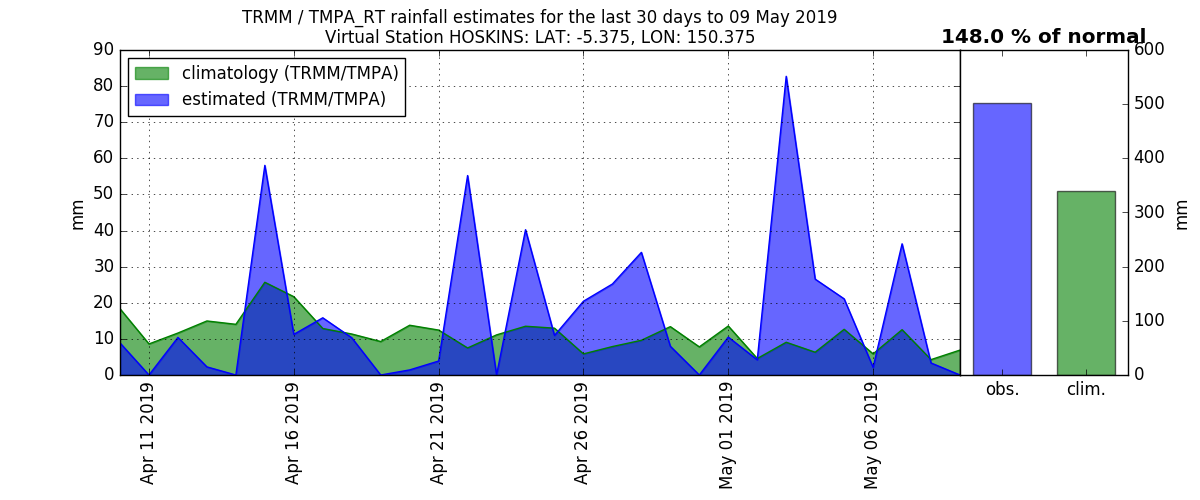 TRMM / TMPA_RT rainfall estimates for the last 30 days to 09 May 2019
Virtual Station HOSKINS: LAT: -5.375, LON: 150.375
148.0 % of normal
climatology (TRMM/TMPA)
estimated (TRMM/TMPA)
90
80
70
60
50
40
30
20
10
0
mm
Apr 11 2019
Apr 16 2019
Apr 21 2019
Apr 26 2019
May 01 2019
May 06 2019
600
500
400
300
200
100
0
mm
obs.
clim.